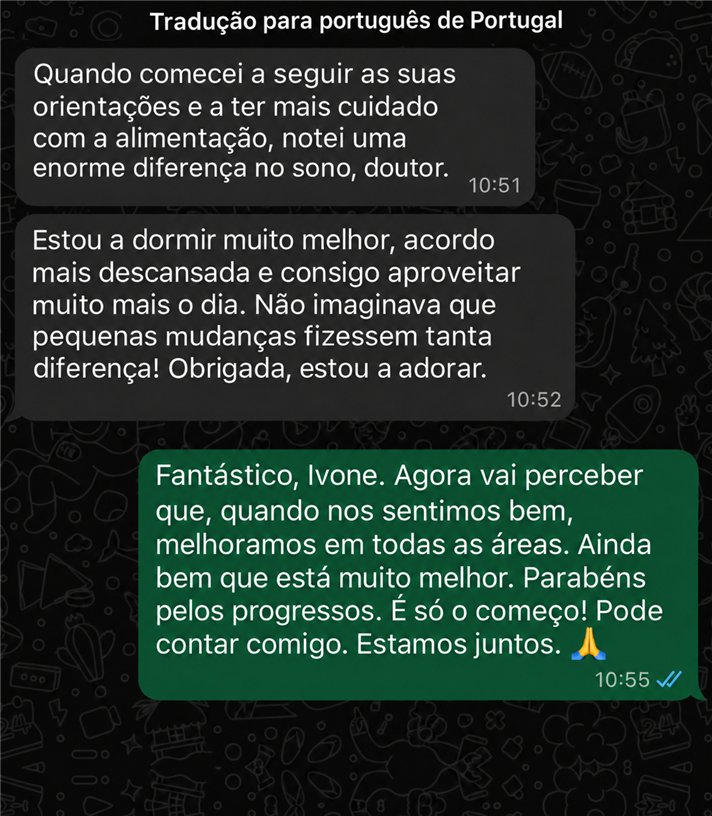 Tradução para português de Portugal
Quando comecei a seguir as suas
orientações e a ter mais cuidado
com a alimentação, notei uma
enorme diferença no sono, doutor.
10:51
Estou a dormir muito melhor, acordo
mais descansada e consigo aproveitar
muito mais o dia. Não imaginava que
pequenas mudanças fizessem tanta
diferença! Obrigada, estou a adorar.
10:52
Fantástico, Ivone. Agora vai perceber
que, quando nos sentimos bem,
melhoramos em todas as áreas. Ainda
bem que está muito melhor. Parabéns
pelos progressos. É só o começo! Pode
contar comigo. Estamos juntos. 🙏
10:55